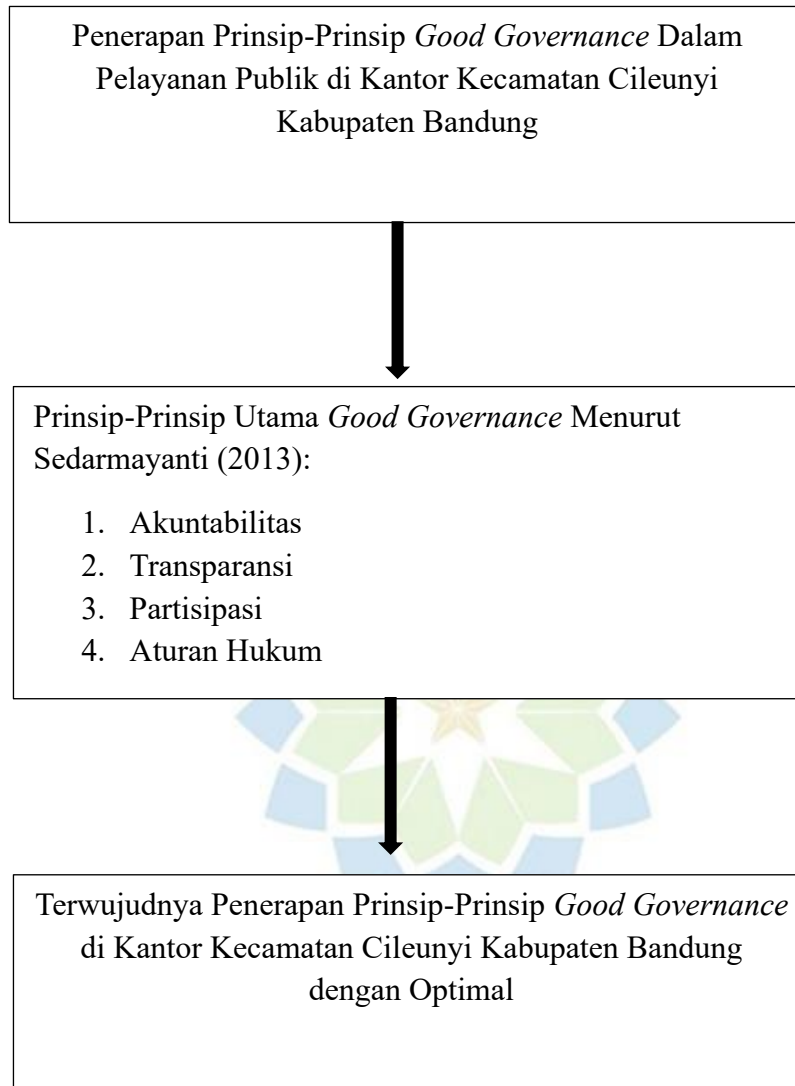 Penerapan Prinsip-Prinsip Good Governance Dalam
Pelayanan Publik di Kantor Kecamatan Cileunyi
Kabupaten Bandung
Prinsip-Prinsip Utama Good Governance Menurut
Sedarmayanti (2013):
1. Akuntabilitas
2. Transparansi
3. Partisipasi
4. Aturan Hukum
Terwujudnya Penerapan Prinsip-Prinsip Good Governance
di Kantor Kecamatan Cileunyi Kabupaten Bandung
dengan Optimal